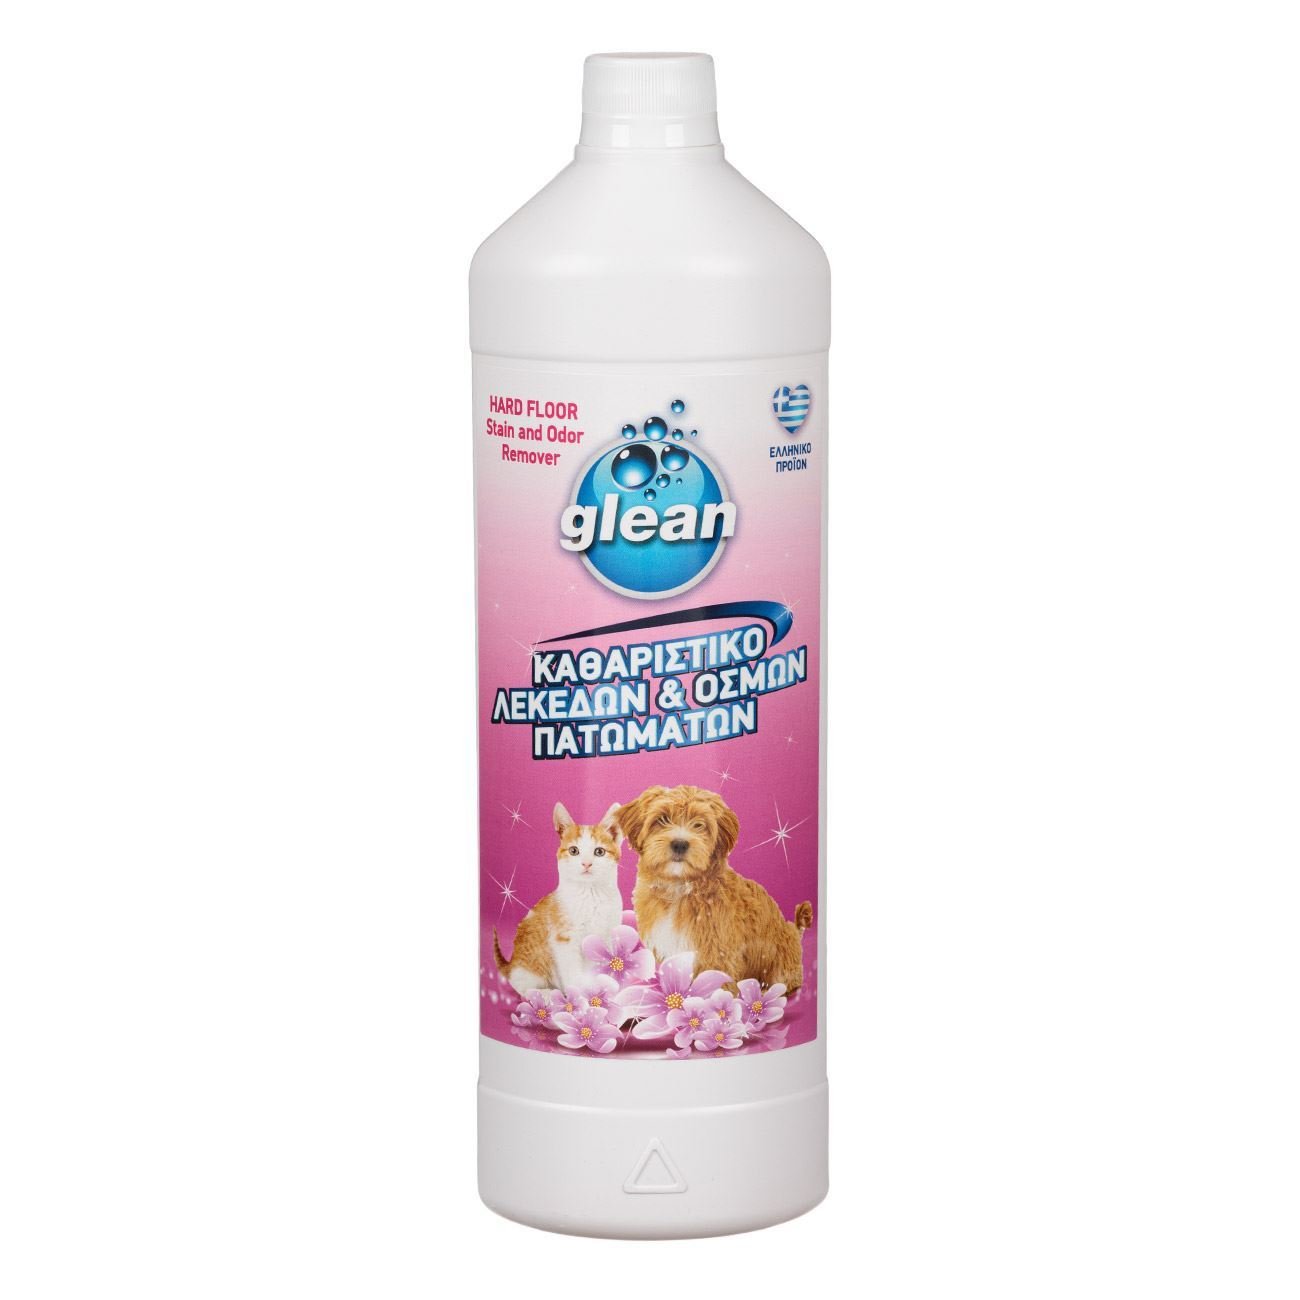 HARD FLOOR
Stain and Odor
Remover
glean
ΕΛΛΗΝΙΚΟ
ΠΡΟΪΟΝ
ΚΑΘΑΡΙΣΤΙΚΟ
ΛΕΚΕΔΩΝ & ΟΣΜΩΝ
ΠΑΤΩΜΑΤΩΝ